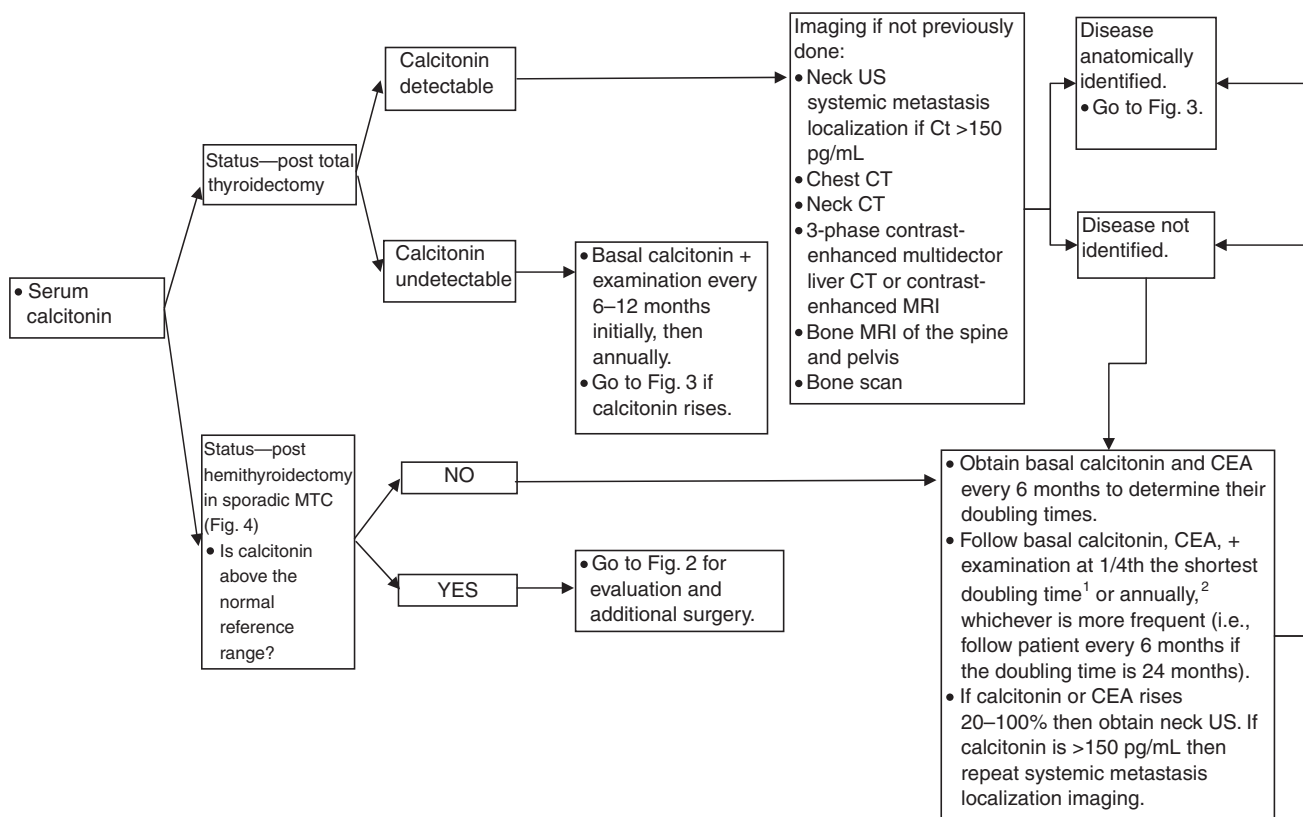 • Serum
calcitonin
Status—post total
thyroidectomy
Calcitonin
detectable
Calcitonin
undetectable
• Basal calcitonin +
examination every
6–12 months
initially, then
annually.
• Go to Fig. 3 if
calcitonin rises.
Imaging if not previously
done:
• Neck US
systemic metastasis
localization if Ct >150
pg/mL
• Chest CT
• Neck CT
• 3-phase contrast-
enhanced multidector
liver CT or contrast-
enhanced MRI
• Bone MRI of the spine
and pelvis
• Bone scan
Disease
anatomically
identified.
• Go to Fig. 3.
Disease not
identified.
Status—post
hemithyroidectomy
in sporadic MTC
(Fig. 4)
• Is calcitonin
above the
normal
reference
range?
NO
YES
• Go to Fig. 2 for
evaluation and
additional surgery.
• Obtain basal calcitonin and CEA
every 6 months to determine their
doubling times.
• Follow basal calcitonin, CEA, +
examination at 1/4th the shortest
doubling time¹ or annually,²
whichever is more frequent (i.e.,
follow patient every 6 months if
the doubling time is 24 months).
• If calcitonin or CEA rises
20–100% then obtain neck US. If
calcitonin is >150 pg/mL then
repeat systemic metastasis
localization imaging.